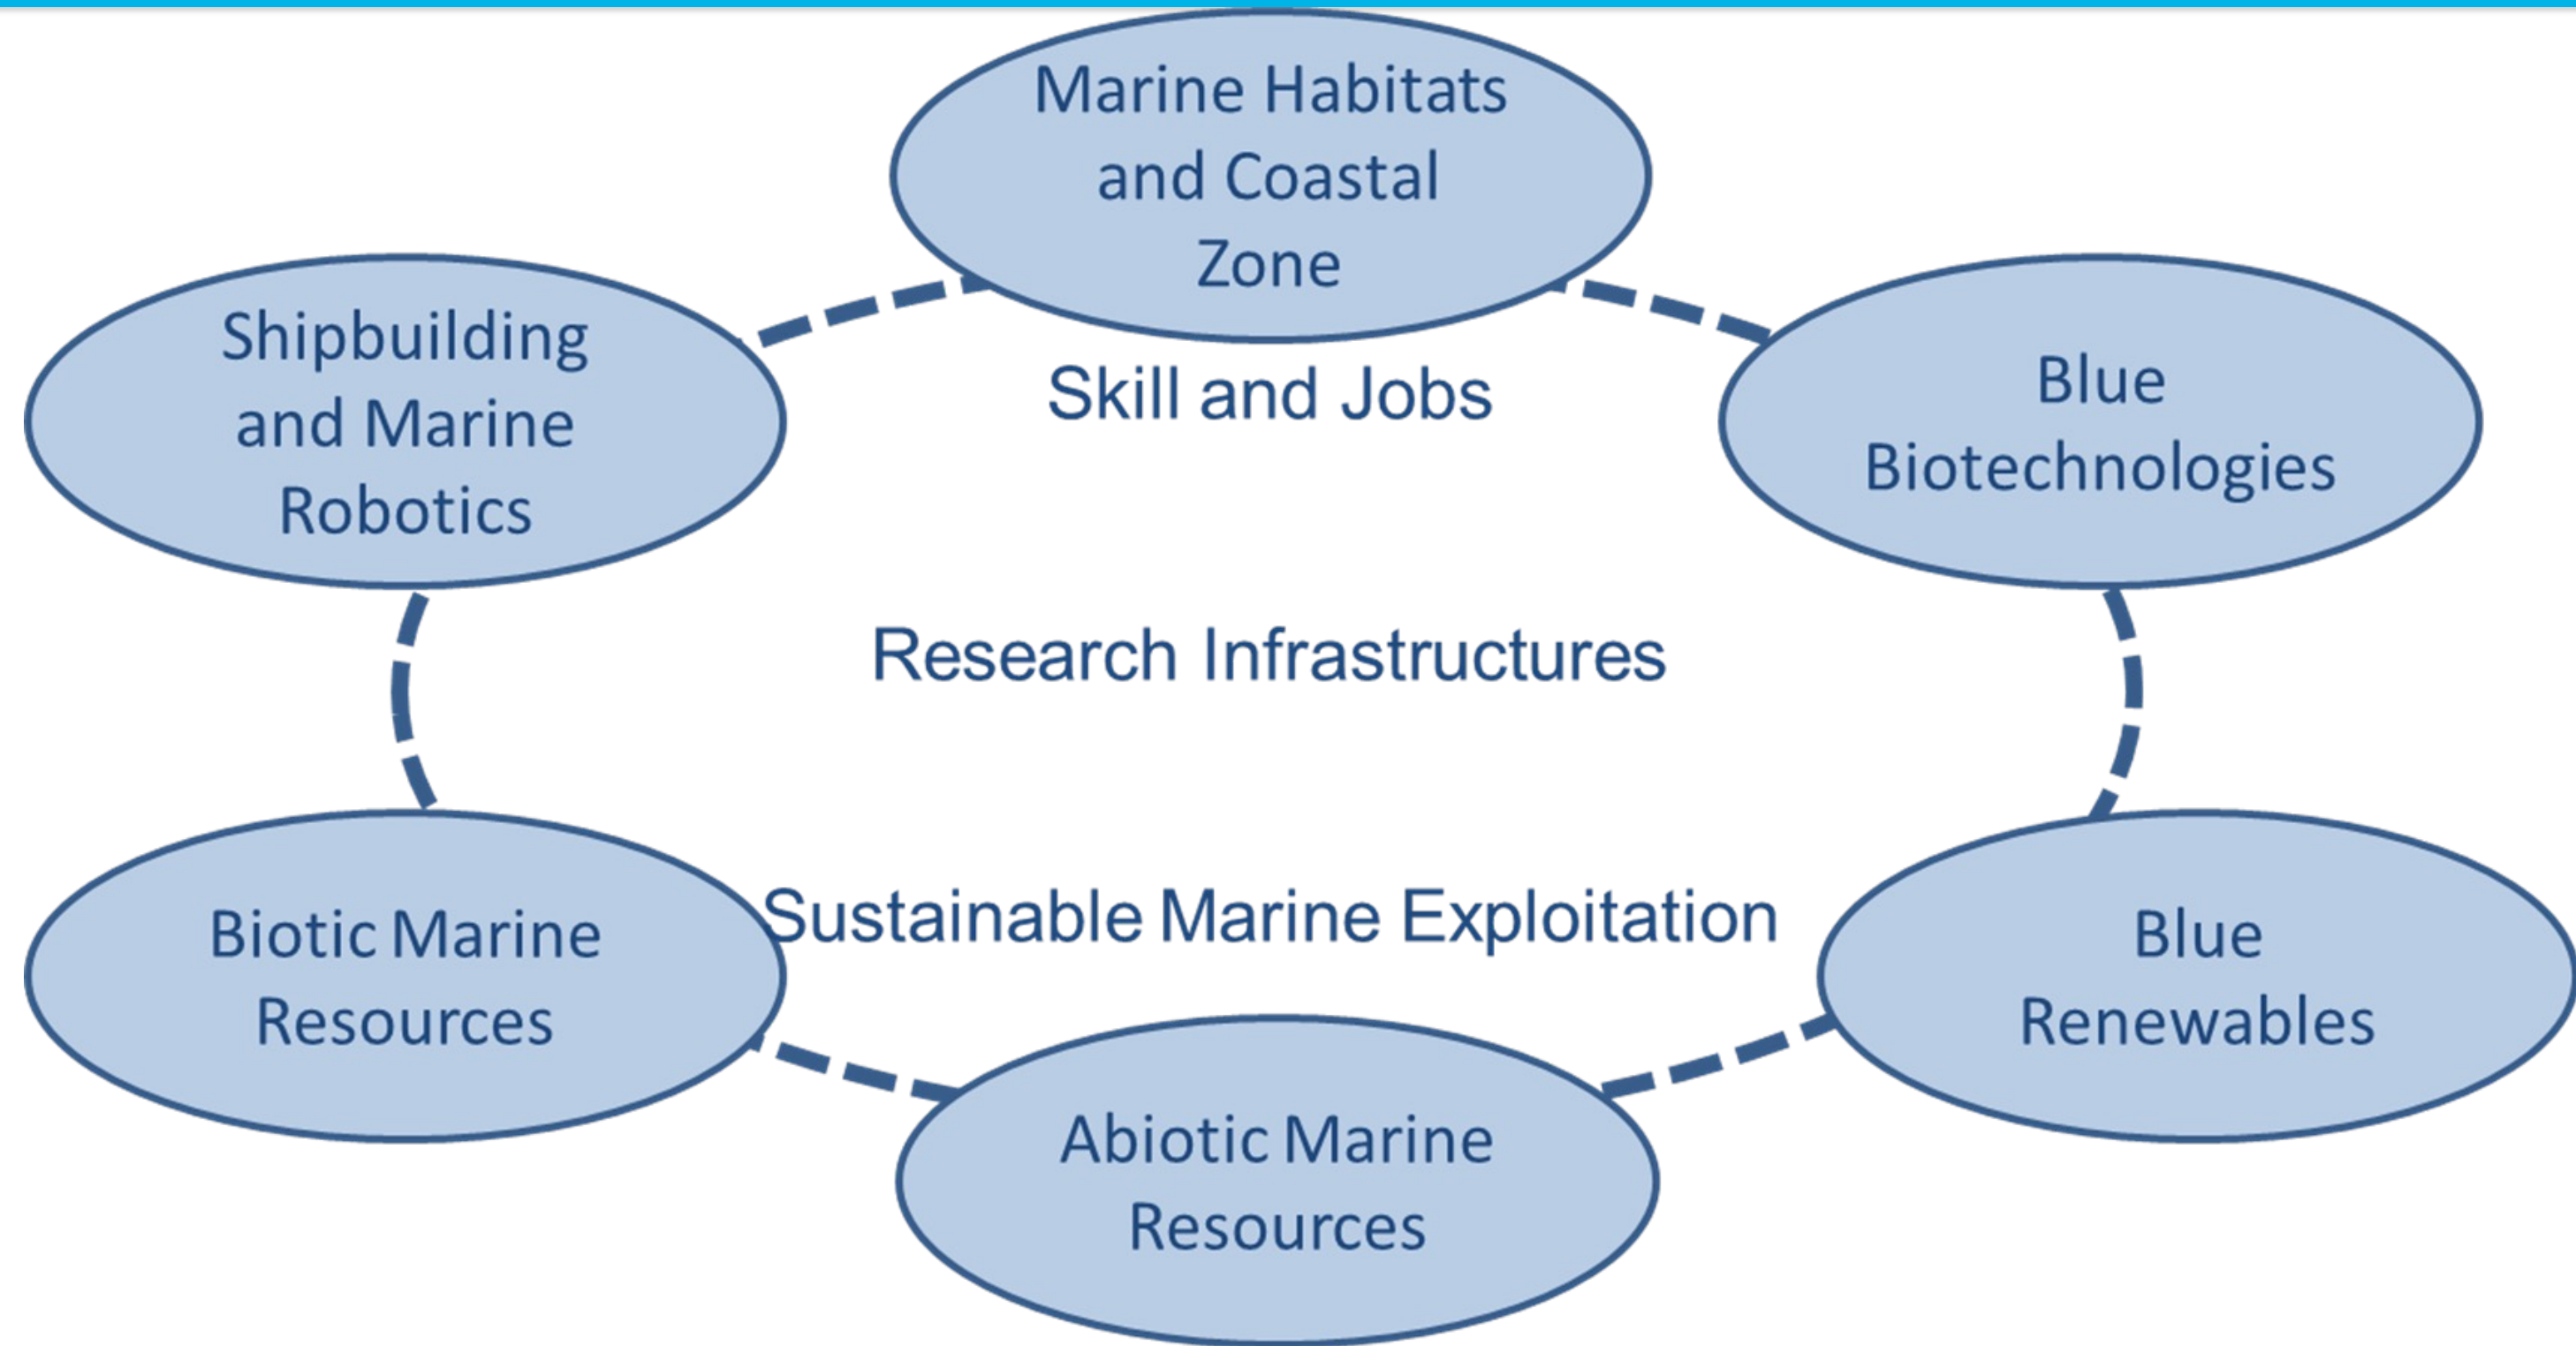 Marine Habitats
and Coastal
Zone
Shipbuilding
and Marine
Robotics
Skill and Jobs
Blue
Biotechnologies
Research Infrastructures
Biotic Marine
Resources
Sustainable Marine Exploitation
Blue
Renewables
Abiotic Marine
Resources